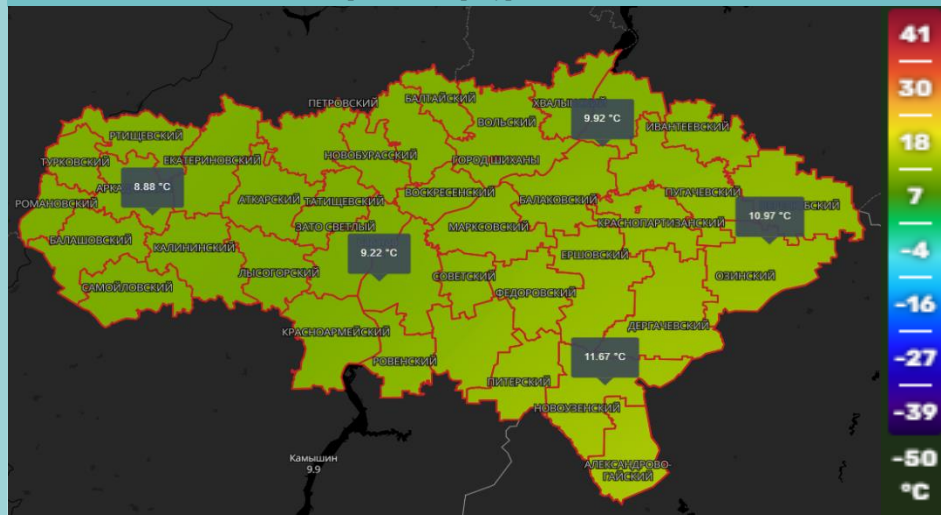 ПЕТРОВСКИЙ
БАЛТАЙСКИЙ
ВОЛЬСКИЙ
9.92 °C
ИВАНТЕЕВСКИЙ
РТИЩЕВСКИЙ
ТУРКОВСКИЙ
ЕКАТЕРИНОВСКИЙ
НОВОБУРАССКИЙ
ГОРОД ШИХАНЫ
8.88 °C
РОМАНОВСКИЙ
АТКАРСКИЙ
ТАТИЩЕВСКИЙ
ВОСКРЕСЕНСКИЙ
БАЛАКОВСКИЙ
ПУГАЧЕВСКИЙ
10.97 °C
БАЛАШОВСКИЙ
КАЛИНИНСКИЙ
ЗАТО СВЕТЛЫЙ
МАРКСОВСКИЙ
КРАСНОПАРТИЗАНСКИЙ
9.22 °C
ЕРШОВСКИЙ
САМОЙЛОВСКИЙ
ЛЫСОГОРСКИЙ
СОВЕТСКИЙ
ФЕДОРОВСКИЙ
ОЗИНСКИЙ
КРАСНОАРМЕЙСКИЙ
ДЕРГАЧЕВСКИЙ
РОВЕНСКИЙ
11.67 °C
ПИТЕРСКИЙ
НОВОУЗЕНСКИЙ
Камышин
9.9
АЛЕКСАНДРОВО-
ГАЙСКИЙ
41
30
18
7
-4
-16
-27
-39
-50
°C